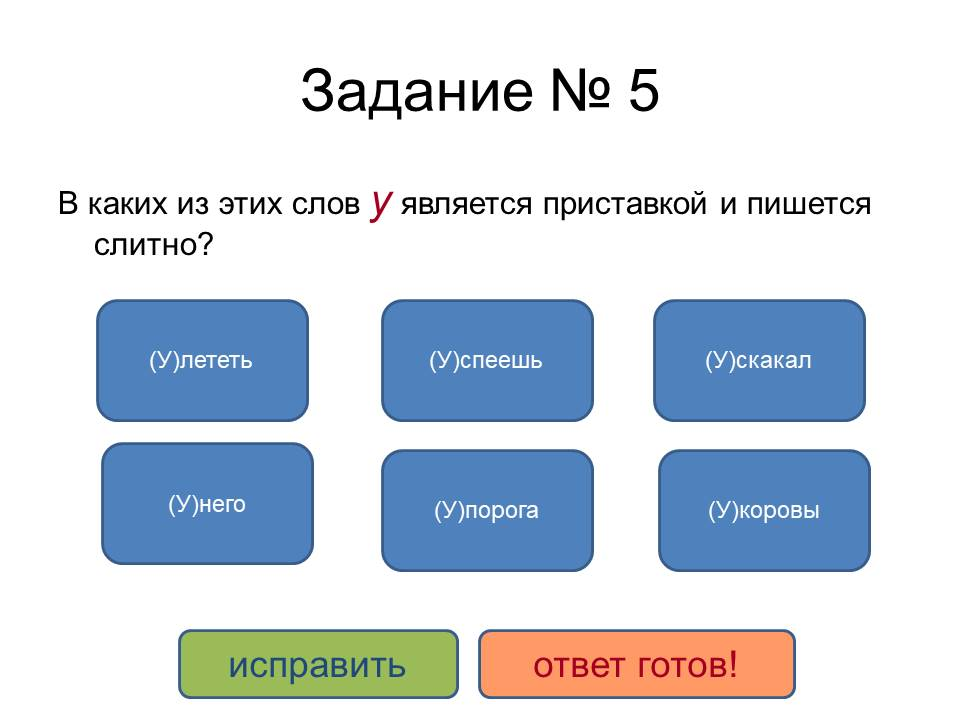 Задание № 5
В каких из этих слов у является приставкой и пишется
слитно?
(У)лететь
(У)спеешь
(У)скакал
(У)него
(У)порога
(У)коровы
исправить
ответ готов!